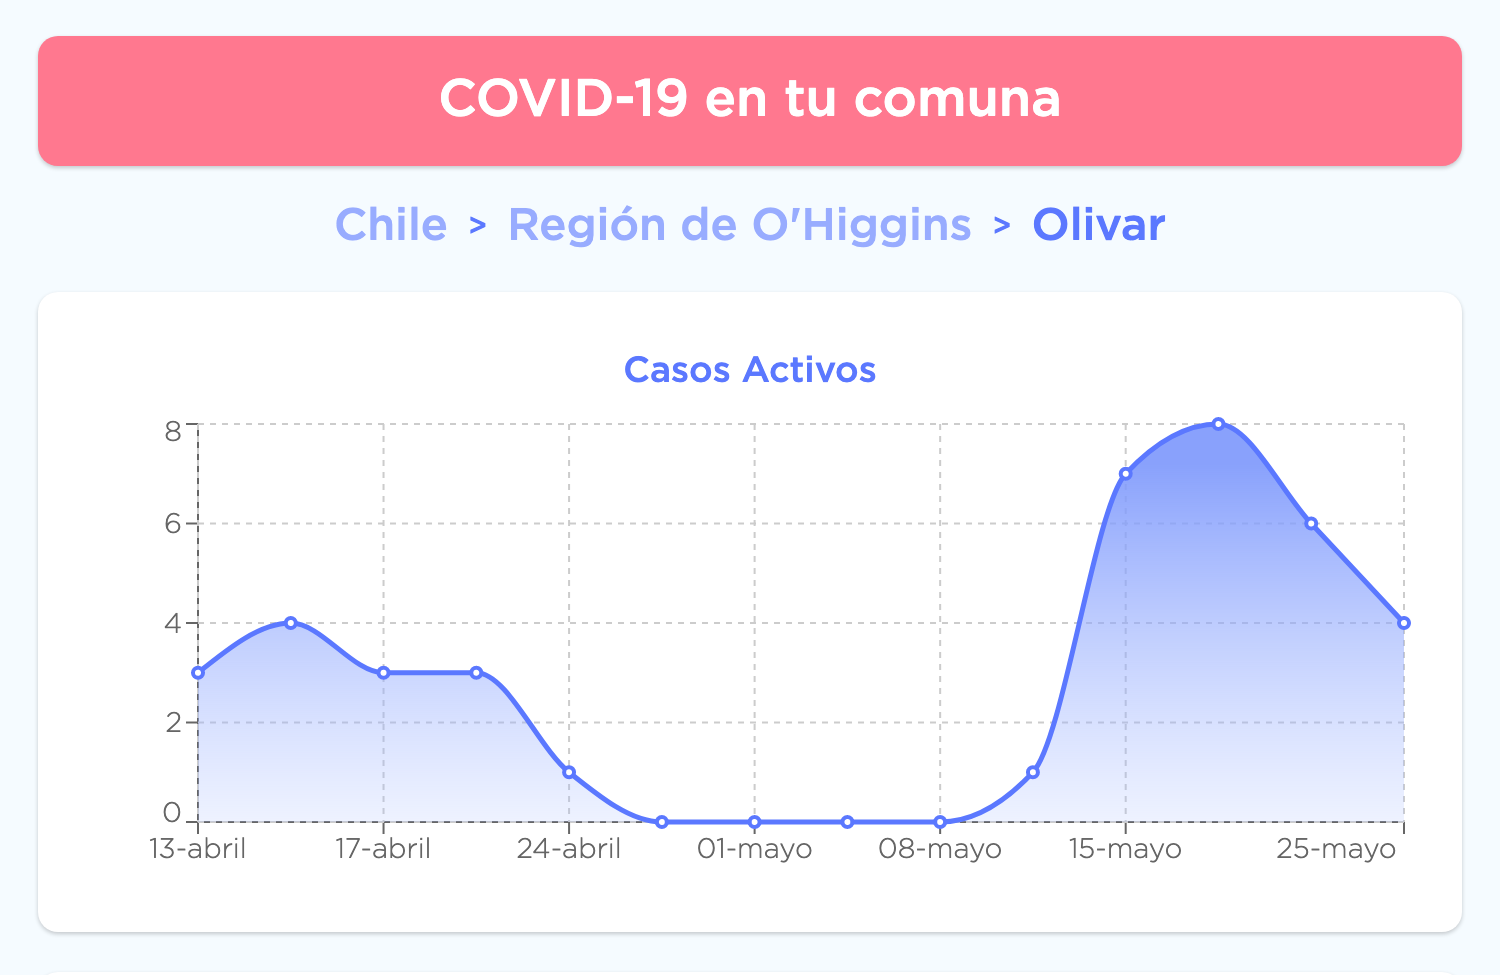 COVID-19 en tu comuna
Chile > Región de O'Higgins > Olivar
Casos Activos
8
6
4
2
0
13-abril 17-abril 24-abril 01-mayo 08-mayo 15-mayo 25-mayo